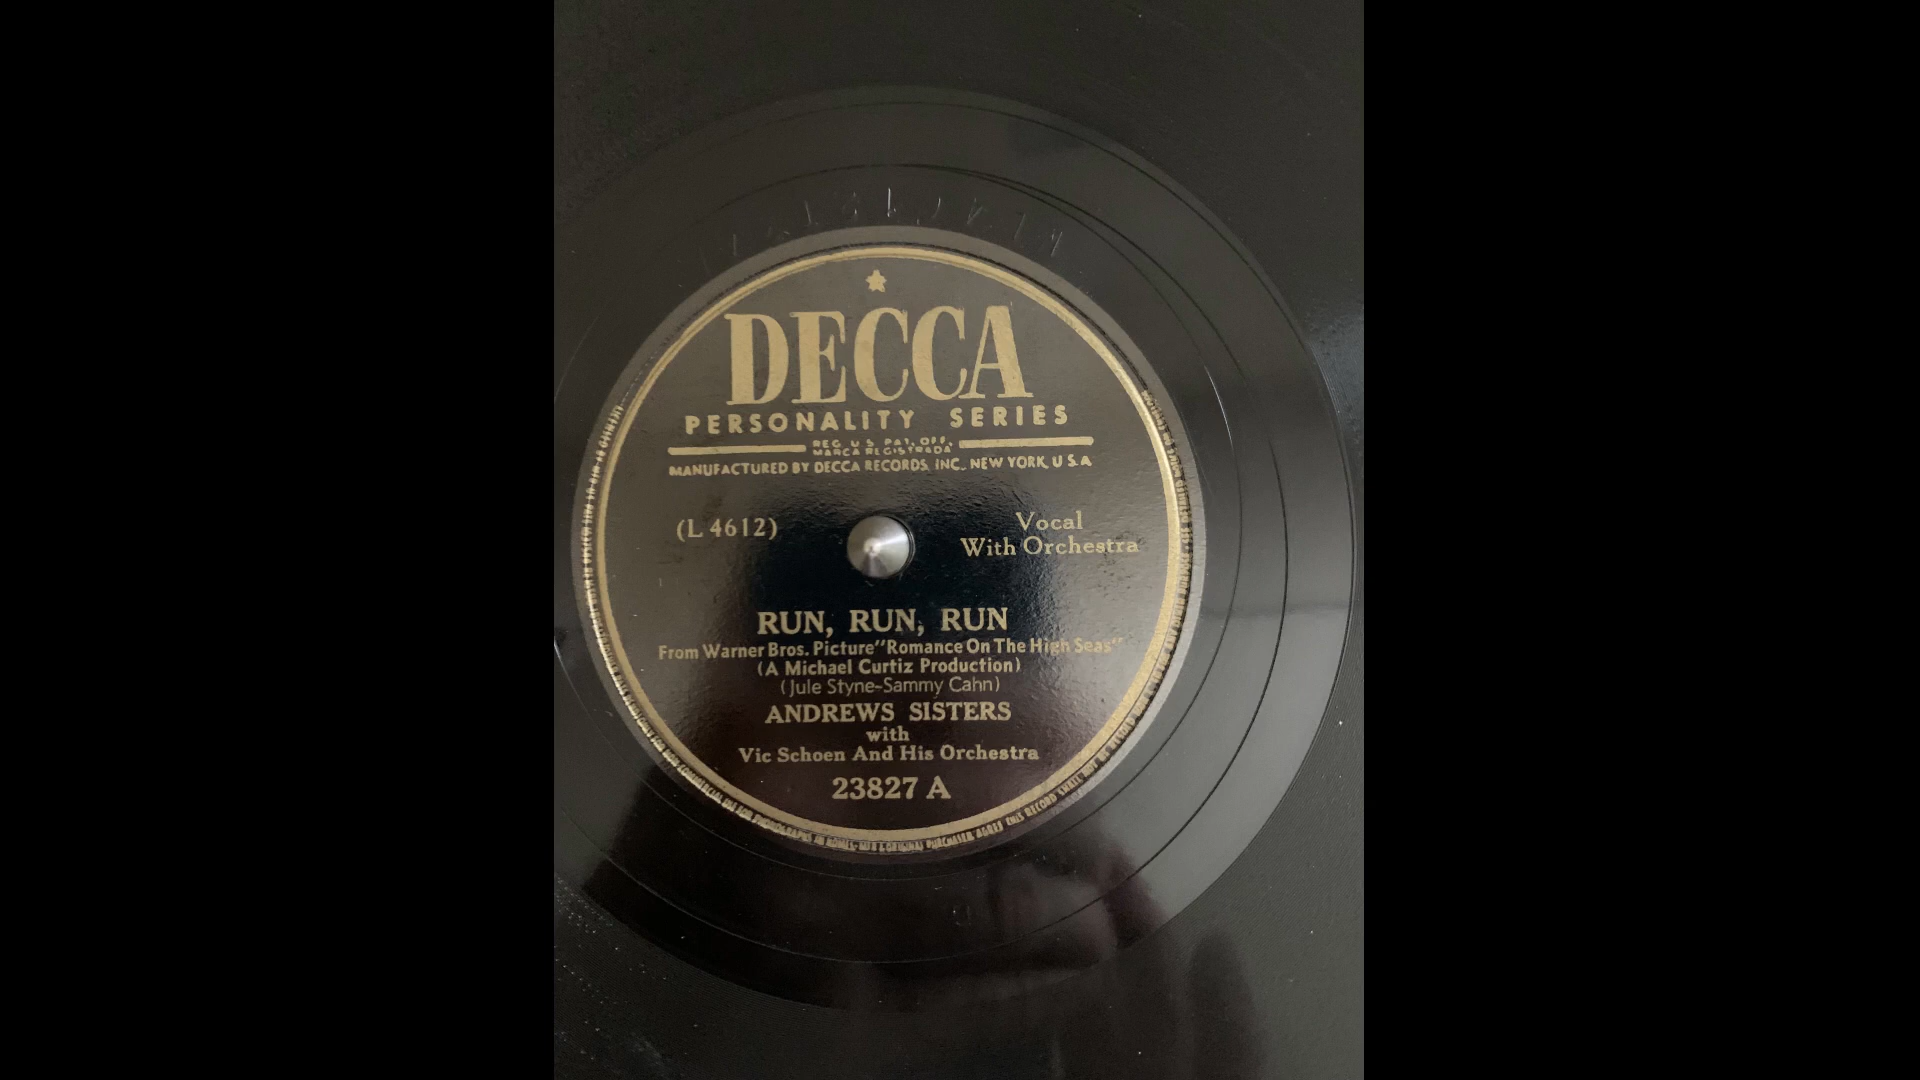 DECCA
PERSONALITY SERIES
REG. U.S. PAT. OFF.
MARCA REGISTRADA
MANUFACTURED BY DECCA RECORDS, INC., NEW YORK, U S A
(L 4612)
Vocal
With Orchestra
RUN, RUN, RUN
From Warner Bros. Picture "Romance On The High Seas"
(A Michael Curtiz Production)
(Jule Styne-Sammy Cahn)
ANDREWS SISTERS
with
Vic Schoen And His Orchestra
23827 A